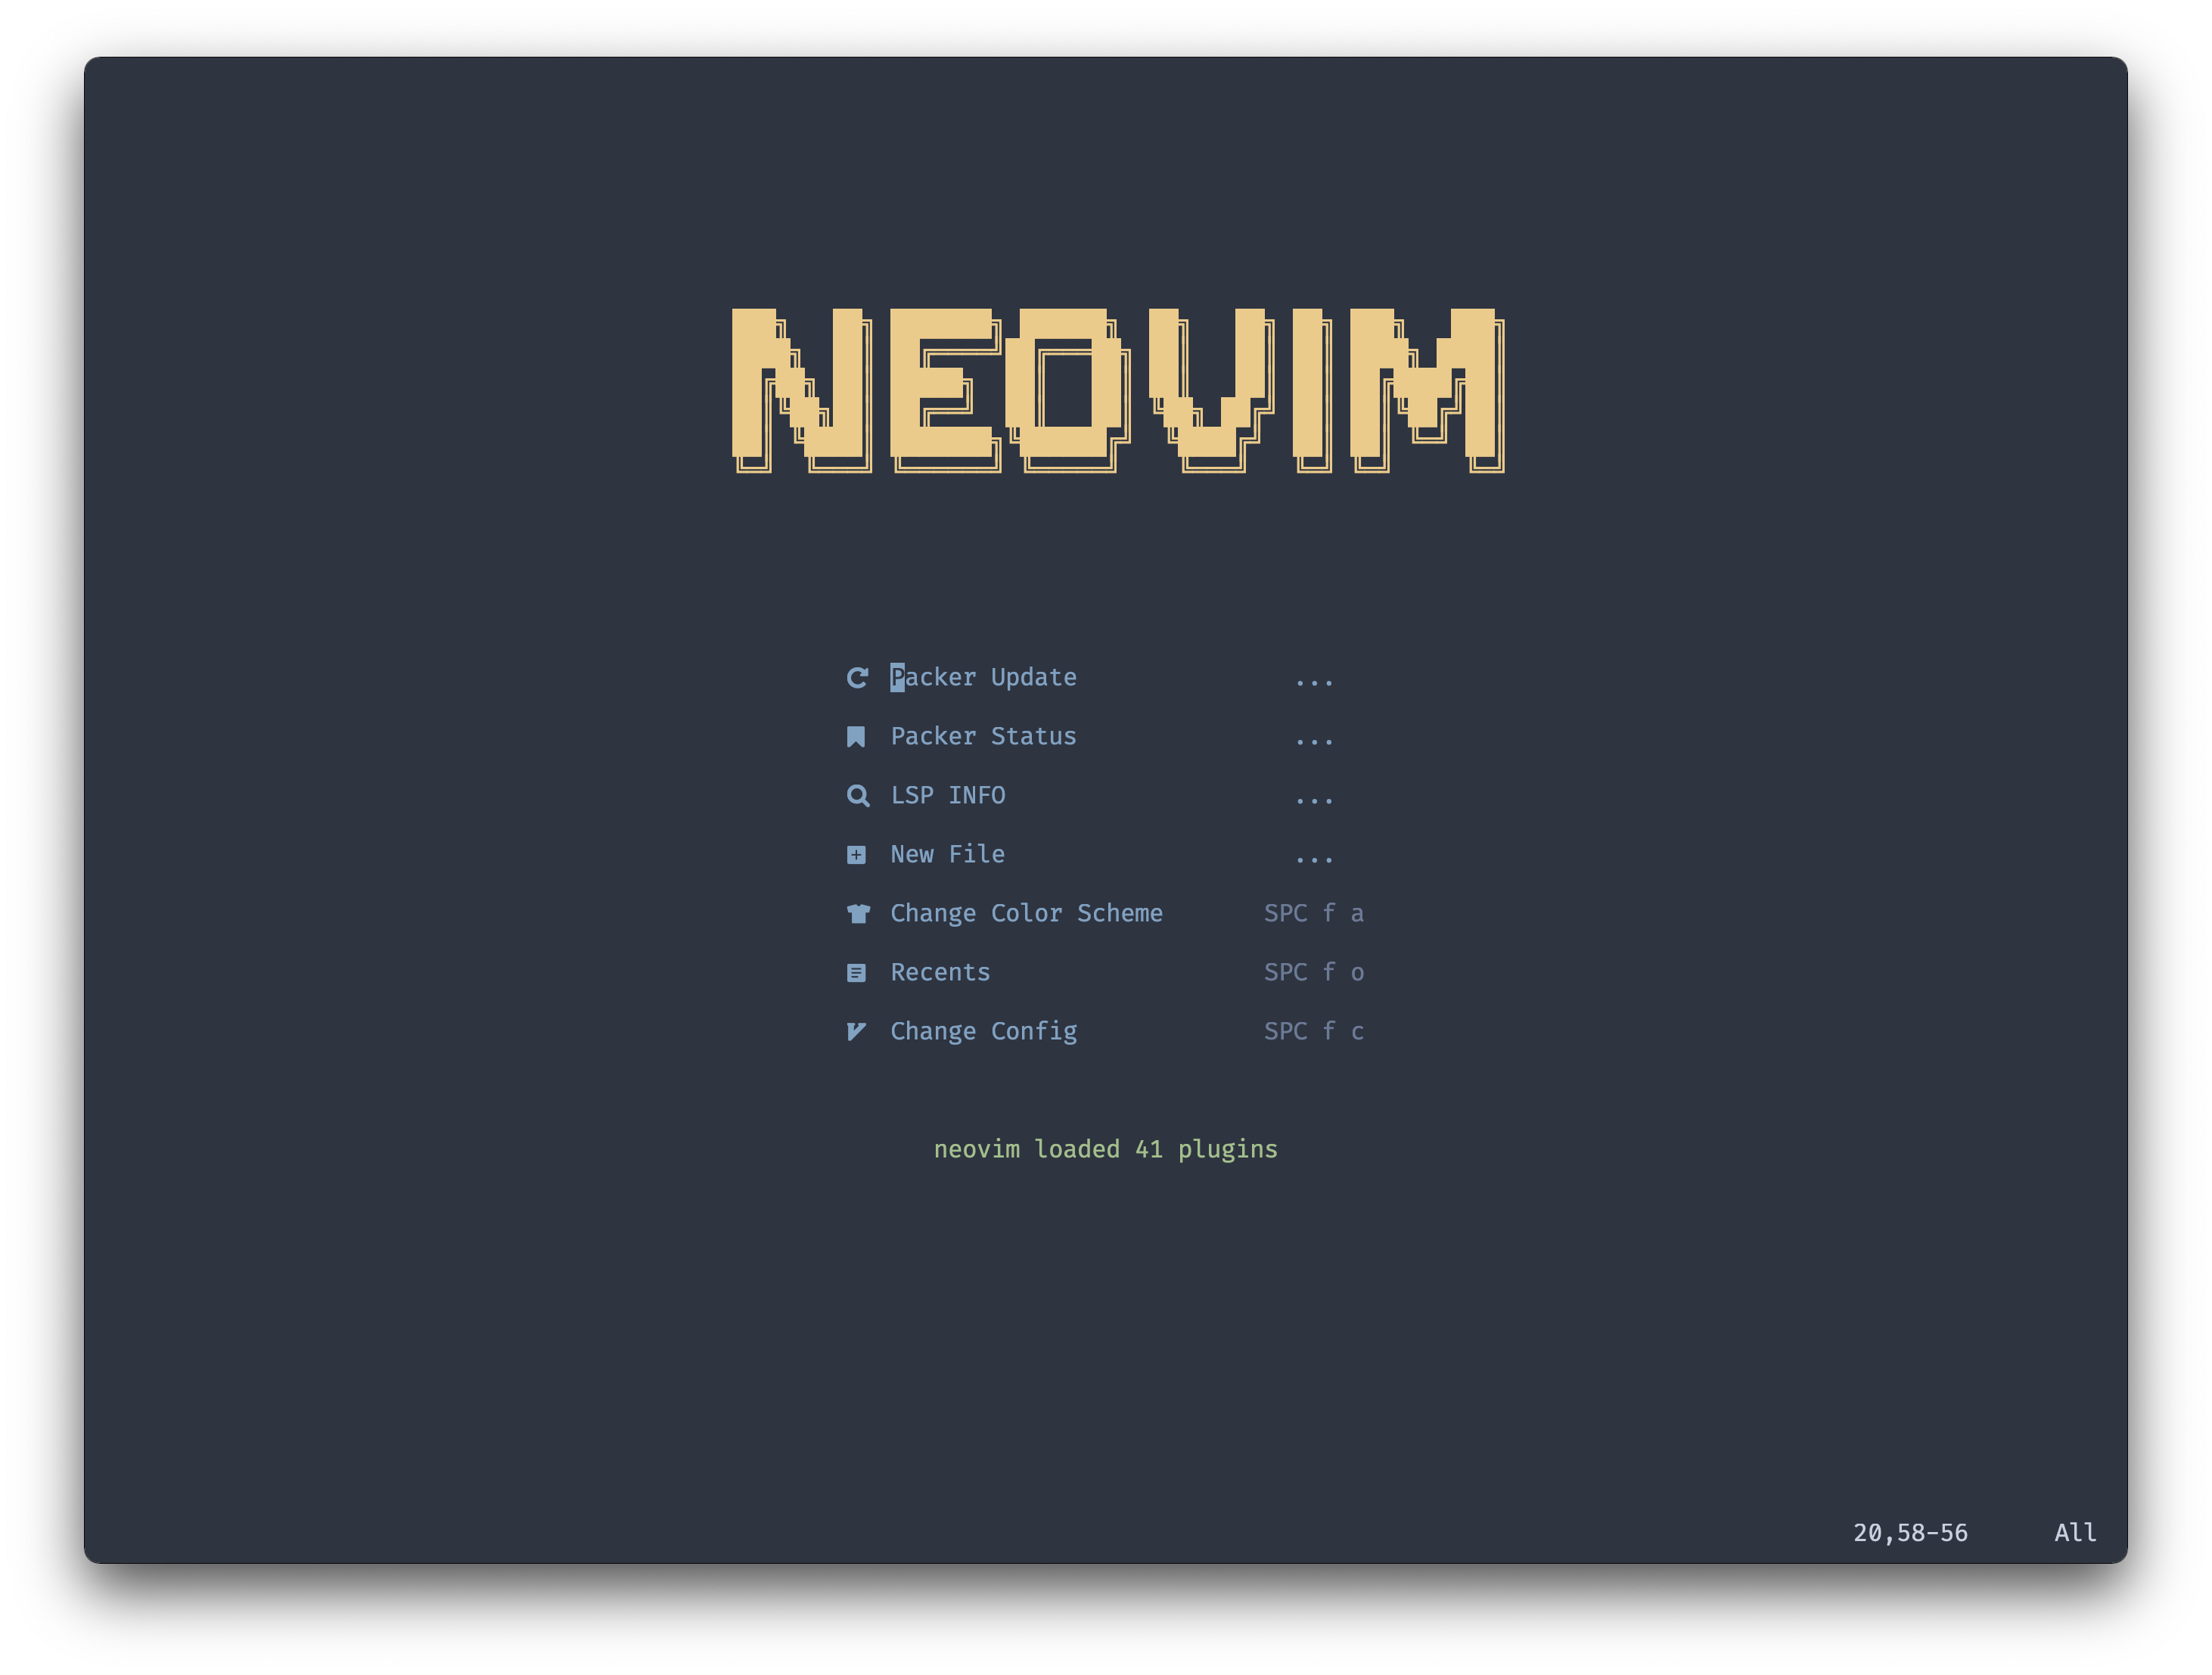 NEOVIM
Packer Update ...
Packer Status ...
LSP INFO ...
New File ...
Change Color Scheme SPC f a
Recents SPC f o
Change Config SPC f c
neovim loaded 41 plugins
20,58-56 All